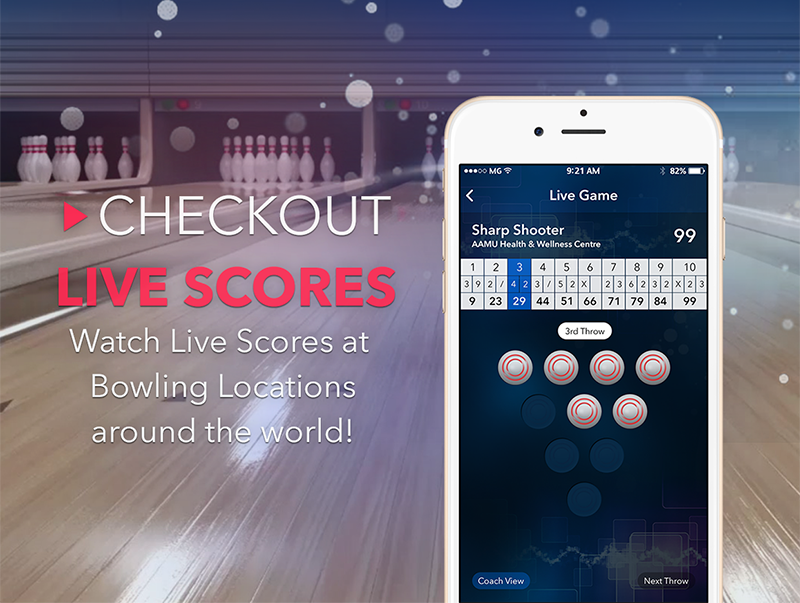 CHECKOUT
LIVE SCORES
Watch Live Scores at
Bowling Locations
around the world!
MG 9:21 AM 82%
Live Game
Sharp Shooter
AAMU Health & Wellness Centre
99
1 2 3 4 5 6 7 8 9 10
3 9 2 / 4 2 3 / 5 2 X 2 3 6 2 3 2 X 4 2
9 23 29 44 51 66 71 79 84 99
3rd Throw
Coach View
Next Throw